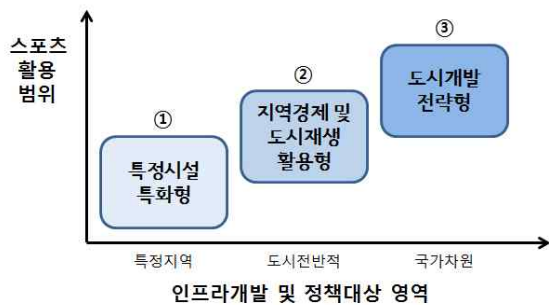 스포츠
활용
범위
①
특정시설
특화형
②
지역경제 및
도시재생
활용형
③
도시개발
전략형
특정지역
도시전반적
국가차원
인프라개발 및 정책대상 영역